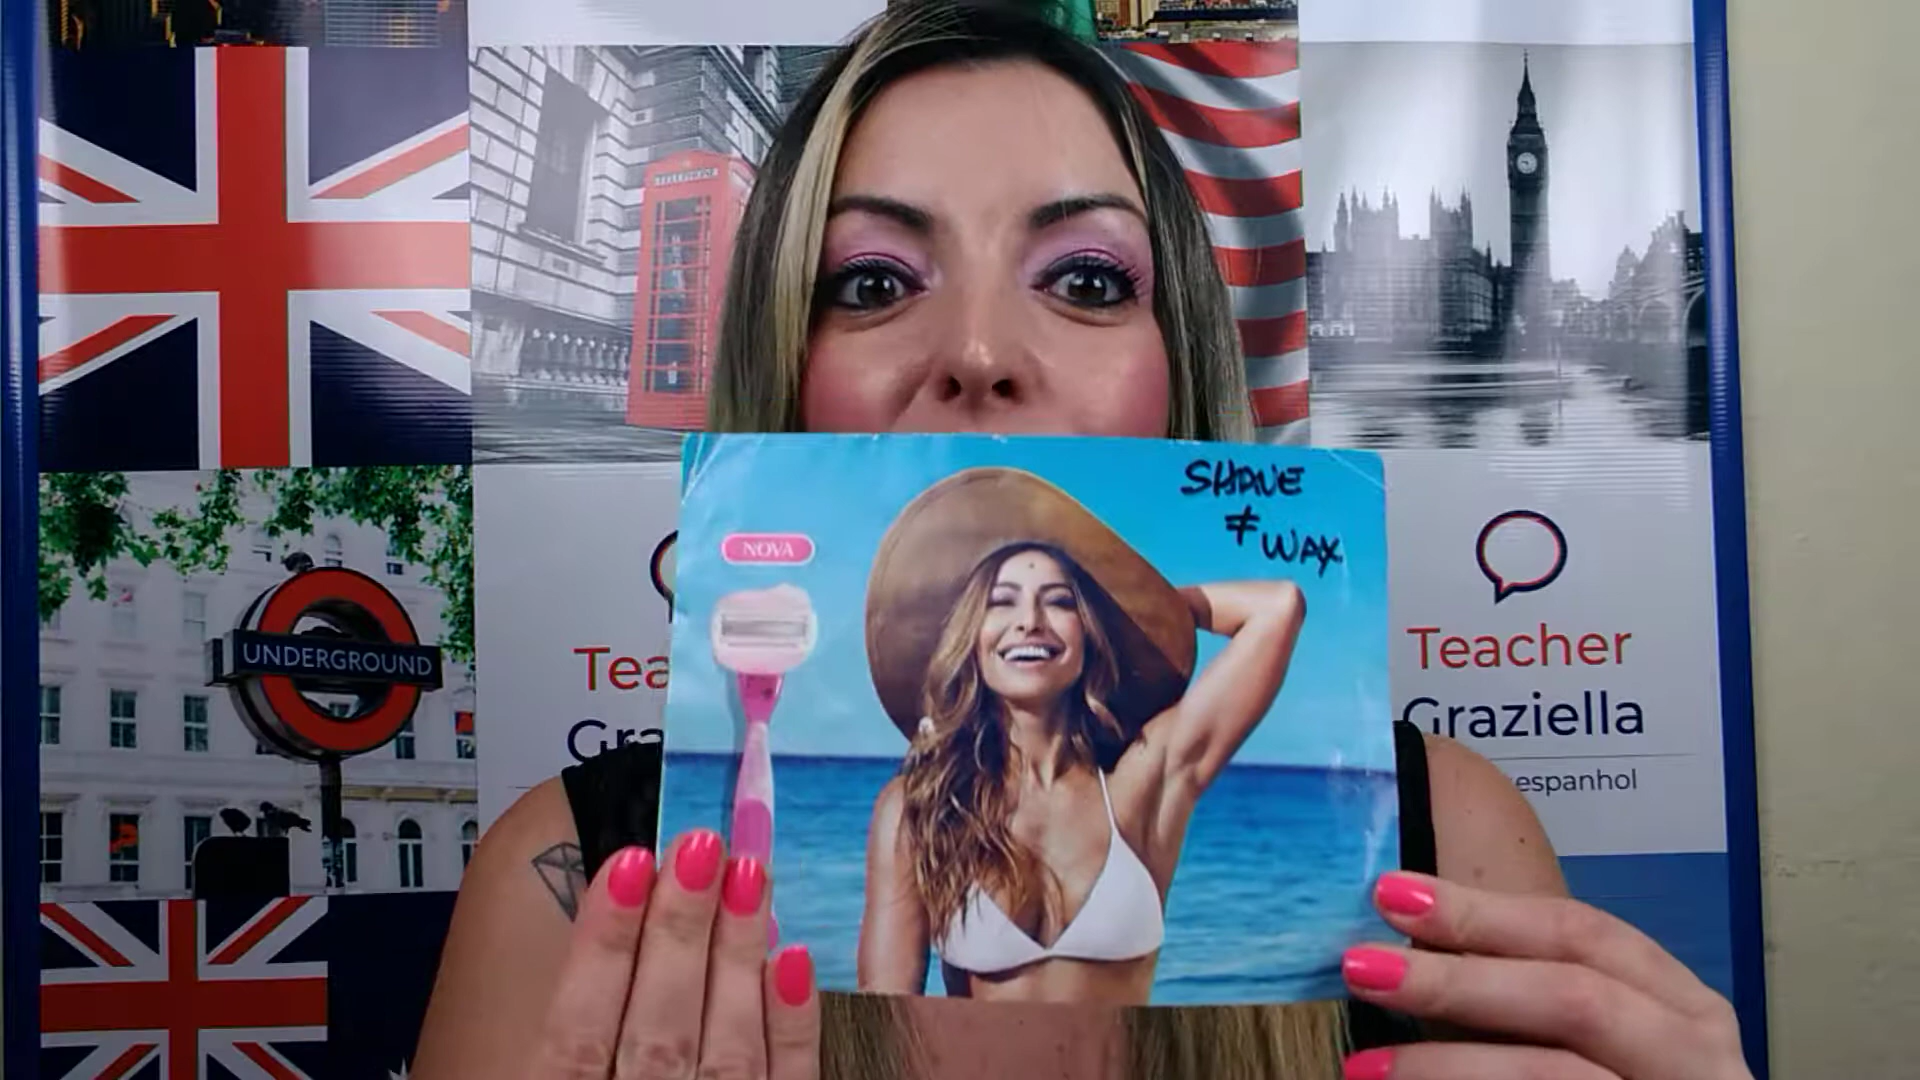 TELEPHONE
SHAVE
≠ WAX
NOVA
UNDERGROUND
Tea
Gra
Teacher
Graziella
espanhol